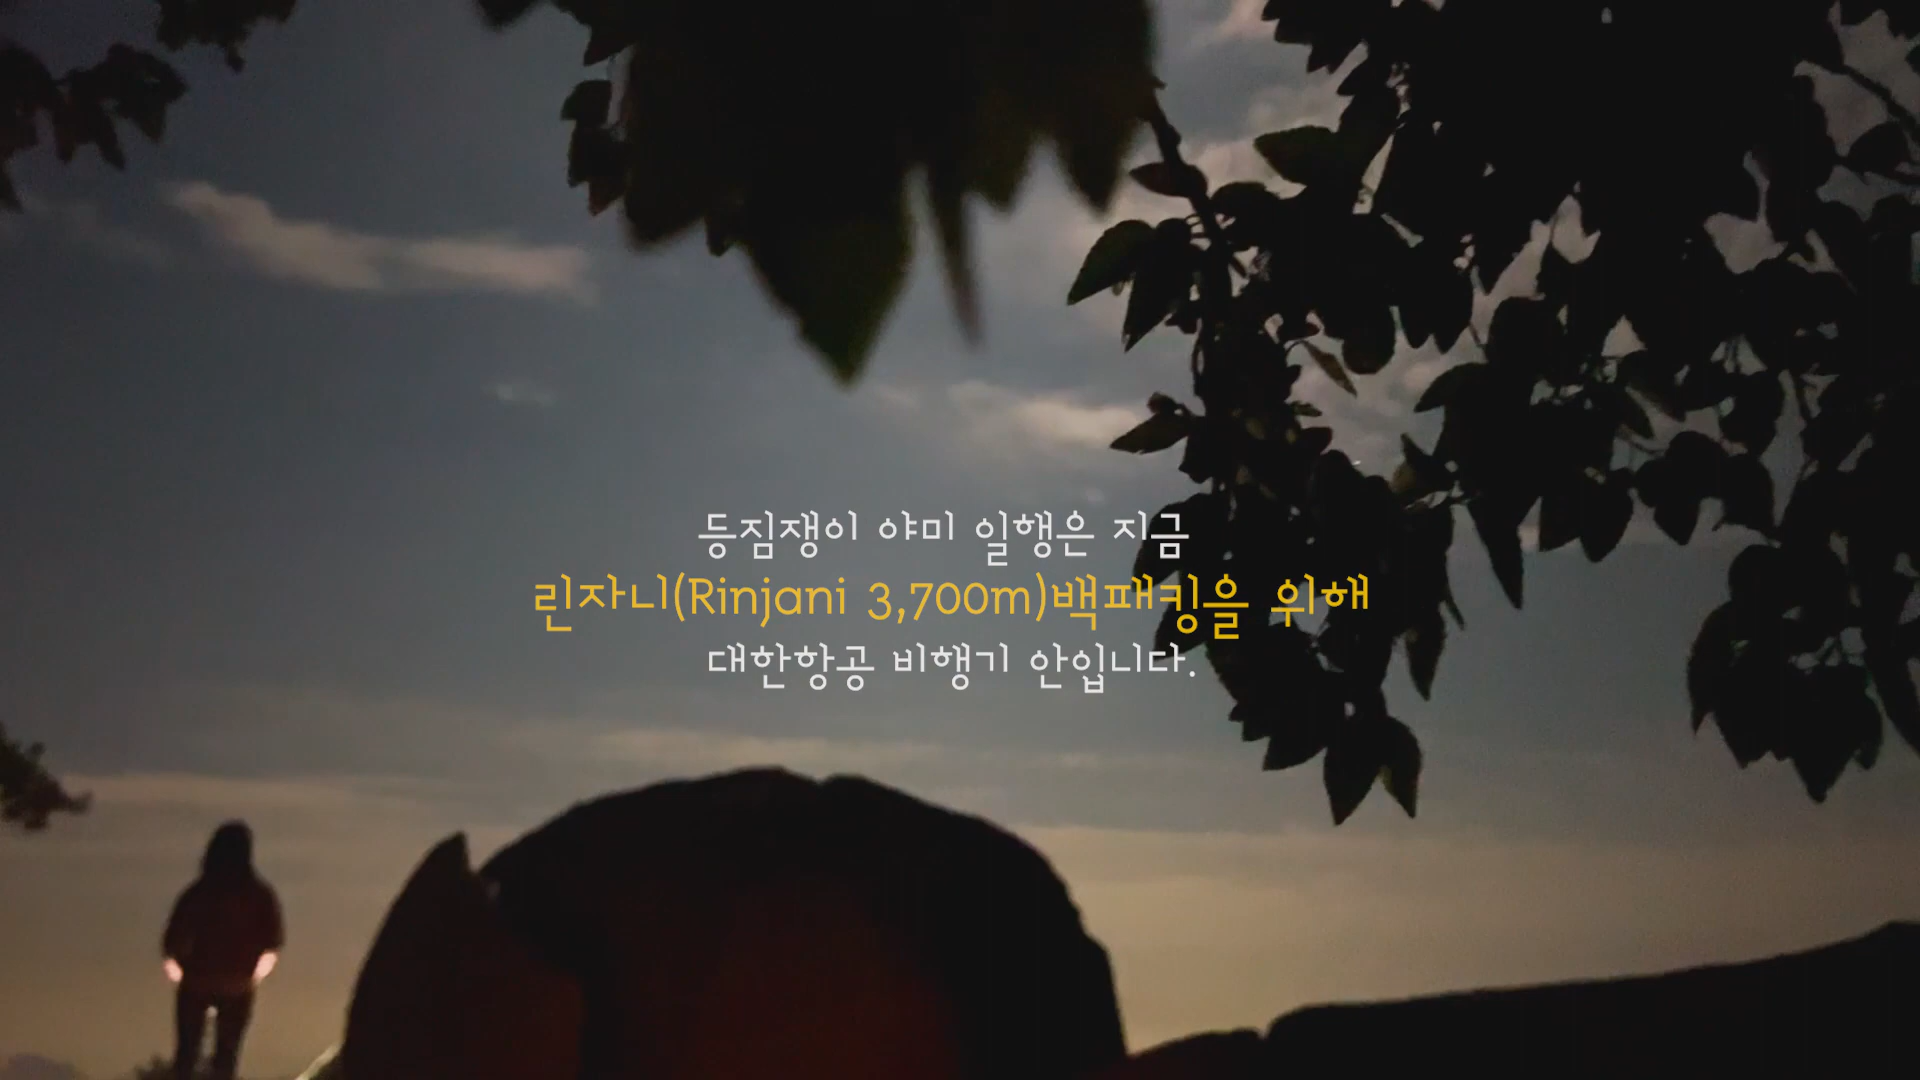 등짐쟁이 야미 일행은 지금
린자니(Rinjani 3,700m)백패킹을 위해
대한항공 비행기 안입니다.